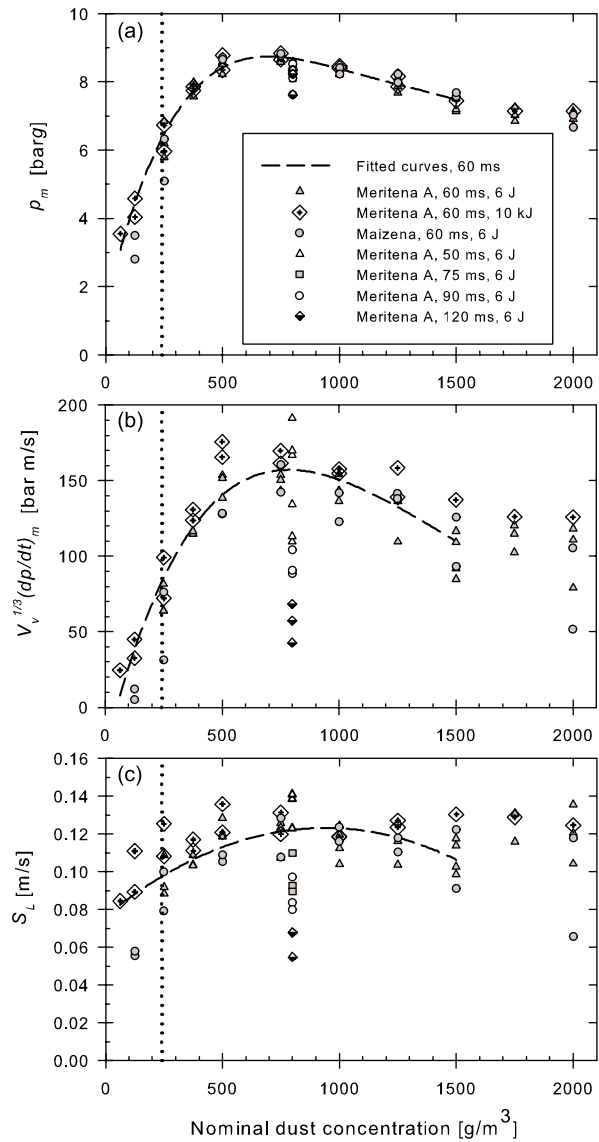 (a)
10
8
6
4
2
0
p_m [barg]
Fitted curves, 60 ms
Meritena A, 60 ms, 6 J
Meritena A, 60 ms, 10 kJ
Maizena, 60 ms, 6 J
Meritena A, 50 ms, 6 J
Meritena A, 75 ms, 6 J
Meritena A, 90 ms, 6 J
Meritena A, 120 ms, 6 J
0 500 1000 1500 2000
(b)
200
150
100
50
0
V_v^{1/3}(dp/dt)_m [bar m/s]
0 500 1000 1500 2000
(c)
0.16
0.14
0.12
0.10
0.08
0.06
0.04
0.02
0.00
S_L [m/s]
0 500 1000 1500 2000
Nominal dust concentration [g/m³]